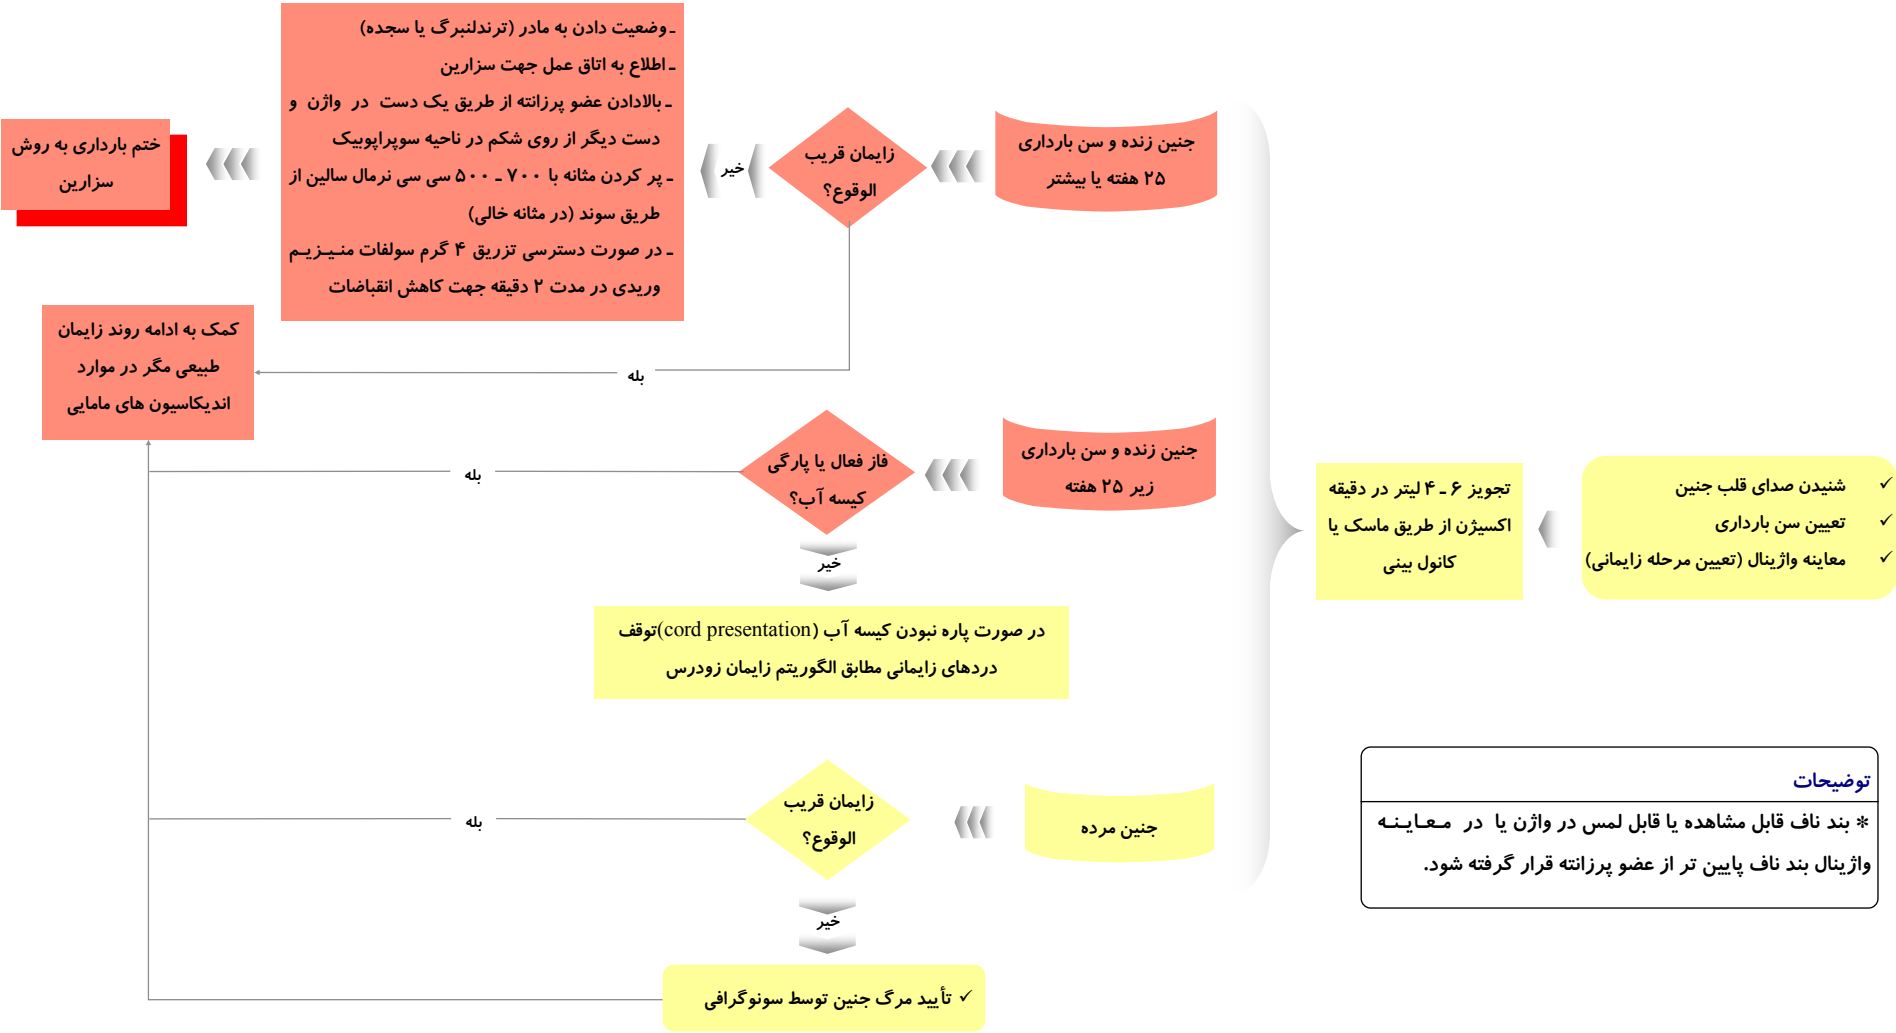 شنیدن صدای قلب جنین
تعیین سن بارداری
معاینه واژینال (تعیین مرحله زایمانی)
تجویز ۶ ـ ۴ لیتر در دقیقه
اکسیژن از طریق ماسک یا
کانول بینی
جنین زنده و سن بارداری
۲۵ هفته یا بیشتر
زایمان قریب
الوقوع؟
خیر
ـ وضعیت دادن به مادر (ترندلنبرگ یا سجده)
ـ اطلاع به اتاق عمل جهت سزارین
ـ بالادادن عضو پرزانته از طریق یک دست در واژن و
دست دیگر از روی شکم در ناحیه سوپراپوبیک
ـ پر کردن مثانه با ۷۰۰ ـ ۵۰۰ سی سی نرمال سالین از
طریق سوند (در مثانه خالی)
ـ در صورت دسترسی تزریق ۴ گرم سولفات منیزیم
وریدی در مدت ۲ دقیقه جهت کاهش انقباضات
ختم بارداری به روش
سزارین
بله
کمک به ادامه روند زایمان
طبیعی مگر در موارد
اندیکاسیون های مامایی
جنین زنده و سن بارداری
زیر ۲۵ هفته
فاز فعال یا پارگی
کیسه آب؟
بله
خیر
در صورت پاره نبودن کیسه آب (cord presentation)توقف
دردهای زایمانی مطابق الگوریتم زایمان زودرس
جنین مرده
زایمان قریب
الوقوع؟
بله
خیر
✓ تأیید مرگ جنین توسط سونوگرافی
توضیحات
* بند ناف قابل مشاهده یا قابل لمس در واژن یا در معاینه
واژینال بند ناف پایین تر از عضو پرزانته قرار گرفته شود.